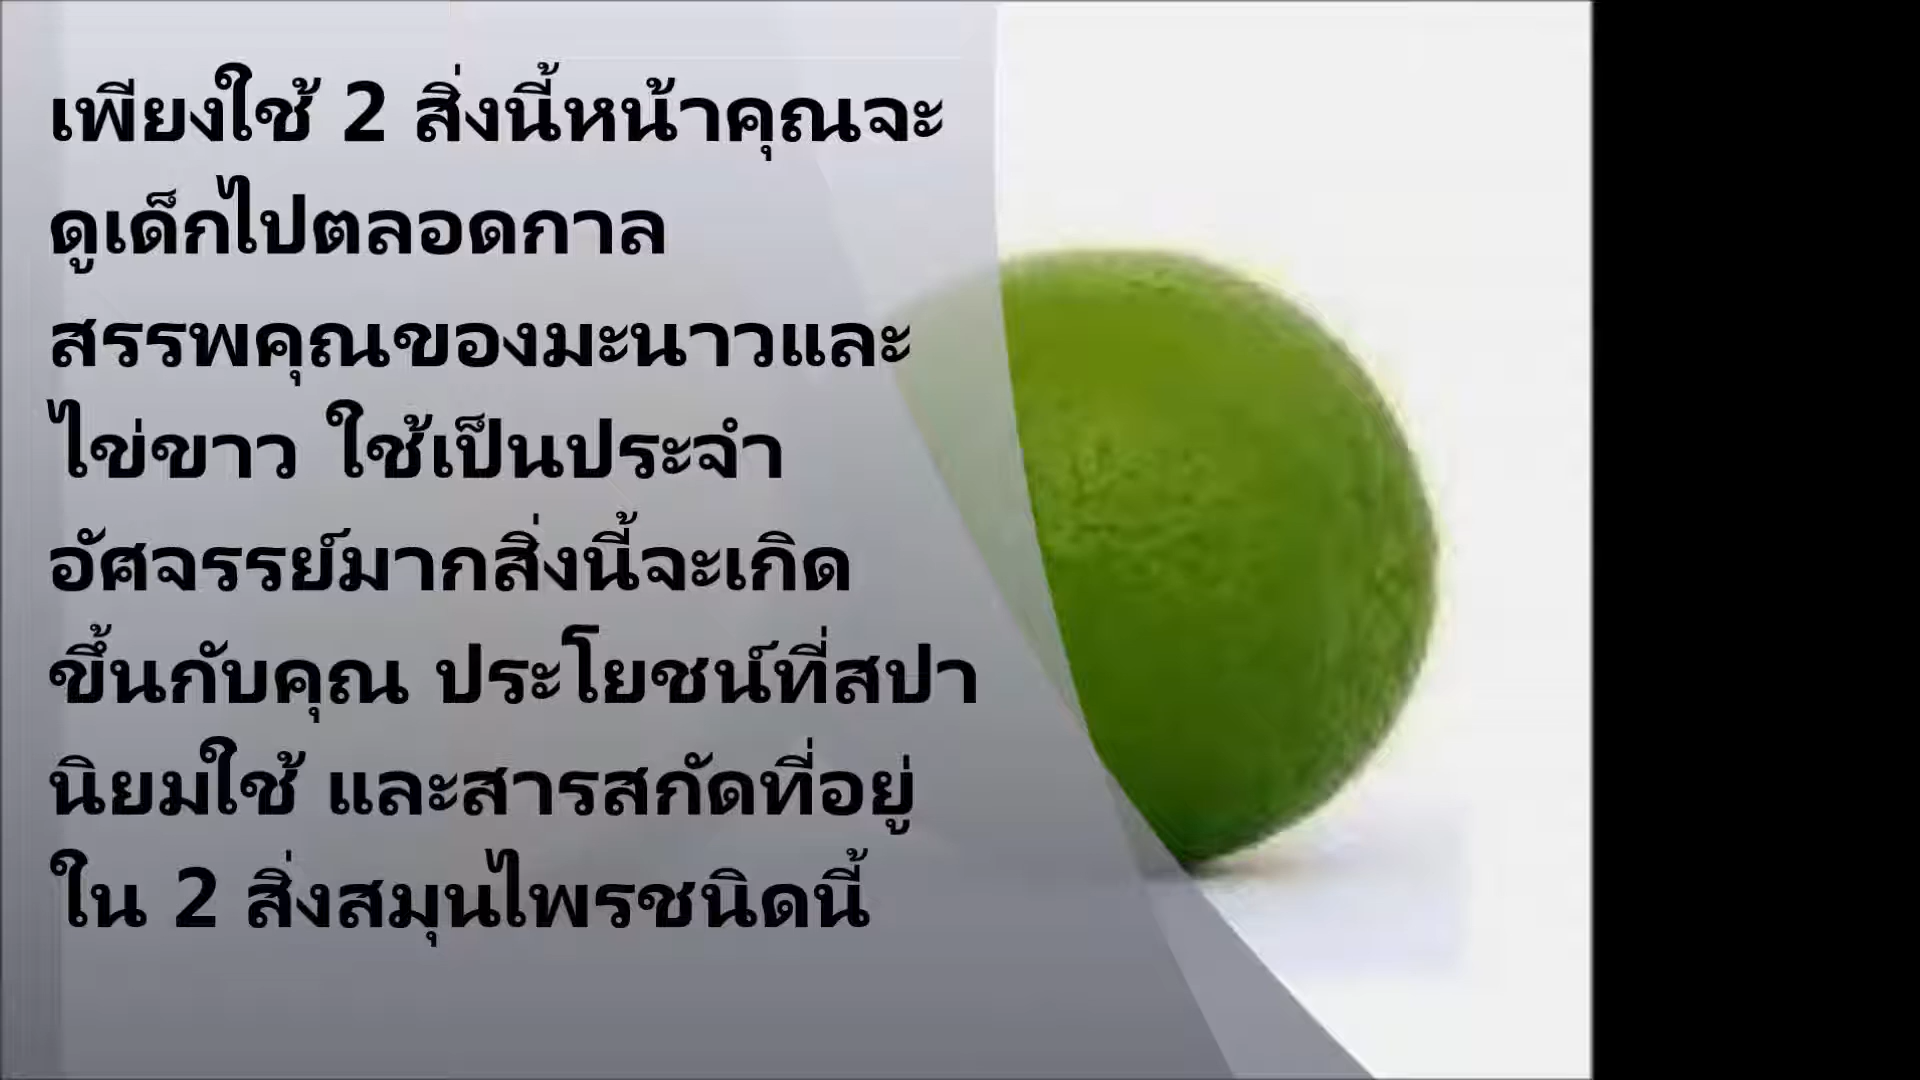 เพียงใช้ 2 สิ่งนี้หน้าคุณจะ
ดูเด็กไปตลอดกาล
สรรพคุณของมะนาวและ
ไข่ขาว ใช้เป็นประจำ
อัศจรรย์มากสิ่งนี้จะเกิด
ขึ้นกับคุณ ประโยชน์ที่สปา
นิยมใช้ และสารสกัดที่อยู่
ใน 2 สิ่งสมุนไพรชนิดนี้